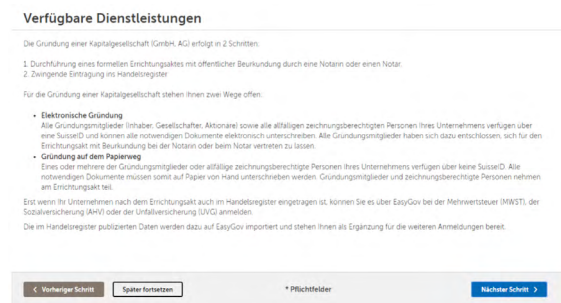 Verfügbare Dienstleistungen
Die Gründung einer Kapitalgesellschaft (GmbH, AG) erfolgt in 2 Schritten:
1. Durchführung eines formellen Errichtungsaktes mit öffentlicher Beurkundung durch eine Notarin oder einen Notar.
2. Zwingende Eintragung ins Handelsregister
Für die Gründung einer Kapitalgesellschaft stehen Ihnen zwei Wege offen:
• Elektronische Gründung
Alle Gründungsmitglieder (Inhaber, Gesellschafter, Aktionäre) sowie alle allfälligen zeichnungsberechtigten Personen Ihres Unternehmens verfügen über
eine SuisseID und können alle notwendigen Dokumente elektronisch unterschreiben. Alle Gründungsmitglieder haben sich dazu entschlossen, sich für den
Errichtungsakt mit Beurkundung bei der Notarin oder beim Notar vertreten zu lassen.
• Gründung auf dem Papierweg
Eines oder mehrere der Gründungsmitglieder oder allfällige zeichnungsberechtigte Personen Ihres Unternehmens verfügen über keine SuisseID. Alle
notwendigen Dokumente müssen somit auf Papier von Hand unterschrieben werden. Gründungsmitglieder und zeichnungsberechtigte Personen nehmen
am Errichtungsakt teil.
Erst wenn Ihr Unternehmen nach dem Errichtungsakt auch im Handelsregister eingetragen ist, können Sie es über EasyGov bei der Mehrwertsteuer (MWST), der
Sozialversicherung (AHV) oder der Unfallversicherung (UVG) anmelden.
Die im Handelsregister publizierten Daten werden dazu auf EasyGov importiert und stehen Ihnen als Ergänzung für die weiteren Anmeldungen bereit.
< Vorheriger Schritt Später fortsetzen * Pflichtfelder Nächster Schritt >